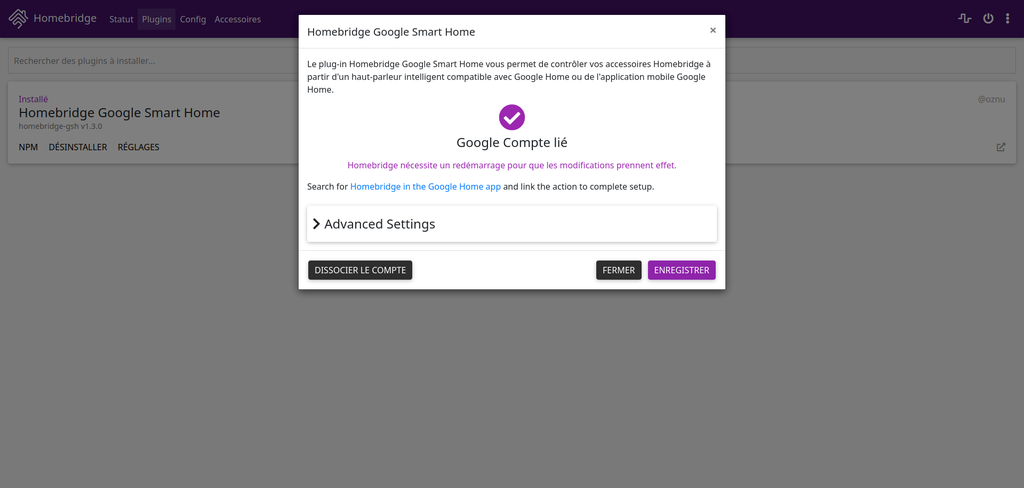 Homebridge Statut Plugins Config Accessoires
Rechercher des plugins à installer...
Installé
@oznu
Homebridge Google Smart Home
homebridge-gsh v1.3.0
NPM DÉSINSTALLER RÉGLAGES
Homebridge Google Smart Home ×
Le plug-in Homebridge Google Smart Home vous permet de contrôler vos accessoires Homebridge à
partir d'un haut-parleur intelligent compatible avec Google Home ou de l'application mobile Google
Home.
Google Compte lié
Homebridge nécessite un redémarrage pour que les modifications prennent effet.
Search for Homebridge in the Google Home app and link the action to complete setup.
Advanced Settings
DISSOCIER LE COMPTE FERMER ENREGISTRER